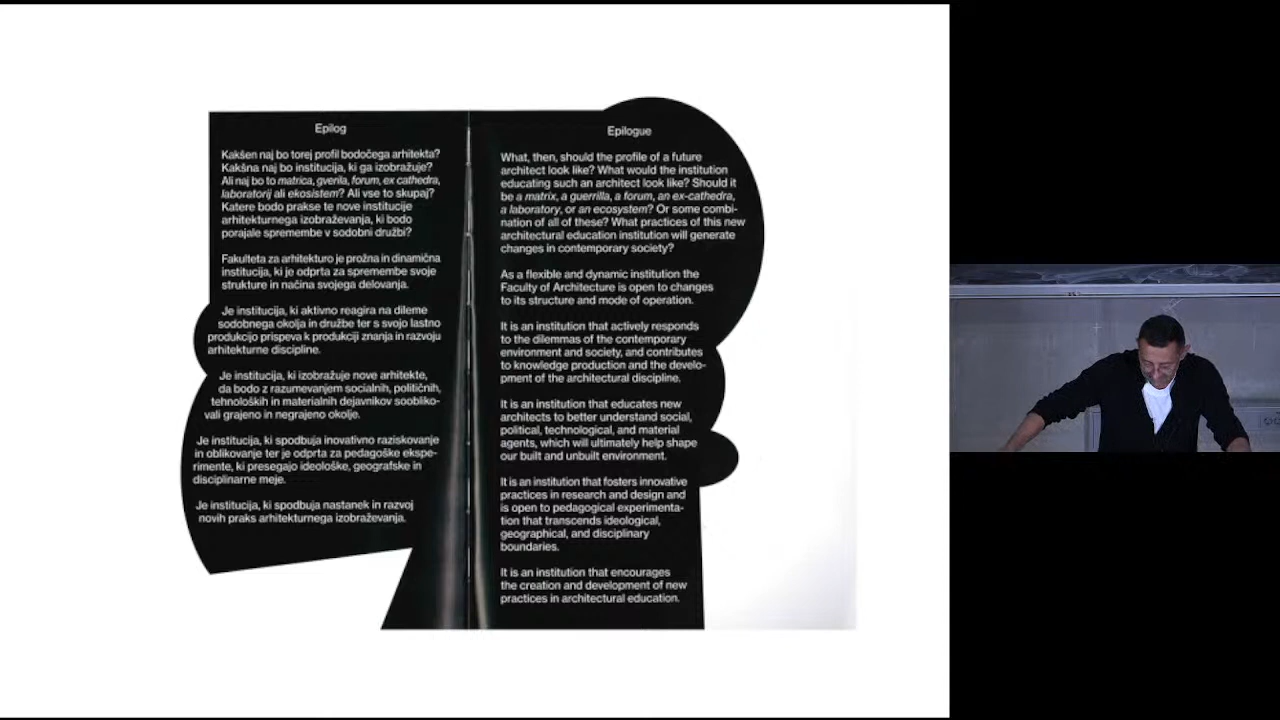 Epilog
Kakšen naj bo torej profil bodočega arhitekta?
Kakšna naj bo institucija, ki ga izobražuje?
Ali naj bo to matrica, gverila, forum, ex cathedra,
laboratorij ali ekosistem? Ali vse to skupaj?
Katere bodo prakse te nove institucije
arhitekturnega izobraževanja, ki bodo
porajale spremembe v sodobni družbi?
Fakulteta za arhitekturo je prožna in dinamična
institucija, ki je odprta za spremembe svoje
strukture in načina svojega delovanja.
Je institucija, ki aktivno reagira na dileme
sodobnega okolja in družbe ter s svojo lastno
produkcijo prispeva k produkciji znanja in razvoju
arhitekturne discipline.
Je institucija, ki izobražuje nove arhitekte,
da bodo z razumevanjem socialnih, političnih,
tehnoloških in materialnih dejavnikov soobliko-
vali grajeno in negrajeno okolje.
Je institucija, ki spodbuja inovativno raziskovanje
in oblikovanje ter je odprta za pedagoške ekspe-
rimente, ki presegajo ideološke, geografske in
disciplinarne meje.
Je institucija, ki spodbuja nastanek in razvoj
novih praks arhitekturnega izobraževanja.
Epilogue
What, then, should the profile of a future
architect look like? What would the institution
educating such an architect look like? Should it
be a matrix, a guerrilla, a forum, an ex-cathedra,
a laboratory, or an ecosystem? Or some combi-
nation of all of these? What practices of this new
architectural education institution will generate
changes in contemporary society?
As a flexible and dynamic institution the
Faculty of Architecture is open to changes
to its structure and mode of operation.
It is an institution that actively responds
to the dilemmas of the contemporary
environment and society, and contributes
to knowledge production and the develo-
pment of the architectural discipline.
It is an institution that educates new
architects to better understand social,
political, technological, and material
agents, which will ultimately help shape
our built and unbuilt environment.
It is an institution that fosters innovative
practices in research and design and
is open to pedagogical experimenta-
tion that transcends ideological,
geographical, and disciplinary
boundaries.
It is an institution that encourages
the creation and development of new
practices in architectural education.